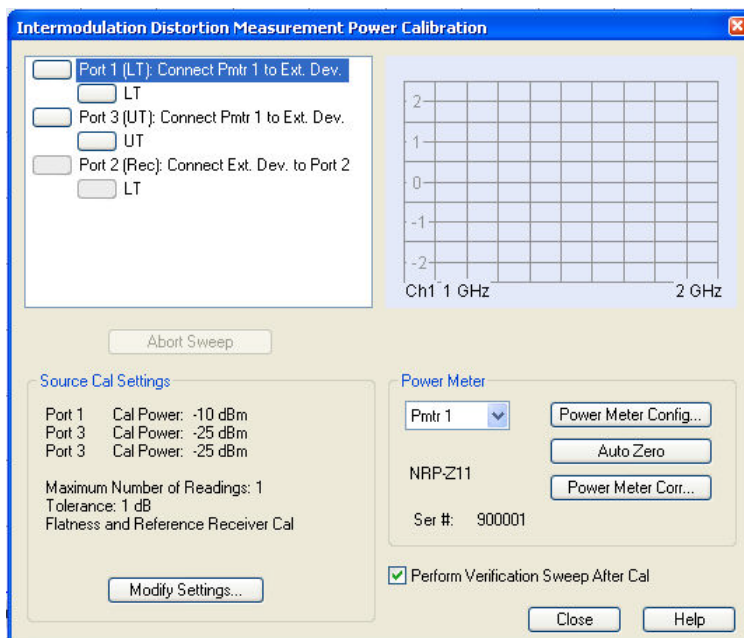 Intermodulation Distortion Measurement Power Calibration
Port 1 (LT): Connect Pmtr 1 to Ext. Dev.
LT
Port 3 (UT): Connect Pmtr 1 to Ext. Dev.
UT
Port 2 (Rec): Connect Ext. Dev. to Port 2
LT
2
1
0
-1
-2
Ch1 1 GHz 2 GHz
Abort Sweep
Source Cal Settings
Port 1 Cal Power: -10 dBm
Port 3 Cal Power: -25 dBm
Port 3 Cal Power: -25 dBm
Maximum Number of Readings: 1
Tolerance: 1 dB
Flatness and Reference Receiver Cal
Modify Settings...
Power Meter
Pmtr 1
Power Meter Config...
Auto Zero
NRP-Z11
Power Meter Corr...
Ser #: 900001
Perform Verification Sweep After Cal
Close
Help